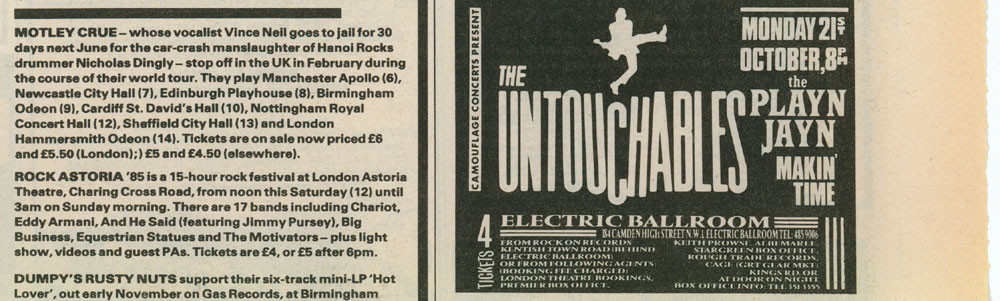 MOTLEY CRUE – whose vocalist Vince Neil goes to jail for 30
days next June for the car-crash manslaughter of Hanoi Rocks
drummer Nicholas Dingly – stop off in the UK in February during
the course of their world tour. They play Manchester Apollo (6),
Newcastle City Hall (7), Edinburgh Playhouse (8), Birmingham
Odeon (9), Cardiff St. David's Hall (10), Nottingham Royal
Concert Hall (12), Sheffield City Hall (13) and London
Hammersmith Odeon (14). Tickets are on sale now priced £6
and £5.50 (London);) £5 and £4.50 (elsewhere).
ROCK ASTORIA '85 is a 15-hour rock festival at London Astoria
Theatre, Charing Cross Road, from noon this Saturday (12) until
3am on Sunday morning. There are 17 bands including Chariot,
Eddy Armani, And He Said (featuring Jimmy Pursey), Big
Business, Equestrian Statues and The Motivators – plus light
show, videos and guest PAs. Tickets are £4, or £5 after 6pm.
DUMPY'S RUSTY NUTS support their six-track mini-LP 'Hot
Lover', out early November on Gas Records, at Birmingham
CAMOUFLAGE CONCERTS PRESENT
THE
UNTOUCHABLES
MONDAY 21ST
OCTOBER, 8PM
the
PLAYN
JAYN
MAKIN'
TIME
ELECTRIC BALLROOM
184 CAMDEN HIGH STREET N.W.1. ELECTRIC BALLROOM TEL. 485 9006
TICKETS 4
FROM ROCK ON RECORDS
KENTISH TOWN ROAD (BEHIND
ELECTRIC BALLROOM)
OR FROM FOLLOWING AGENTS:
(BOOKING FEE CHARGED)
LONDON THEATRE BOOKINGS,
PREMIER BOX OFFICE,
KEITH PROWSE, ALBEMARLE,
STARGREEN BOX OFFICE,
ROUGH TRADE RECORDS,
CAGE (GRT GEAR MKT)
KINGS RD. OR
AT DOOR ON NIGHT
BOX OFFICE INFO: TEL